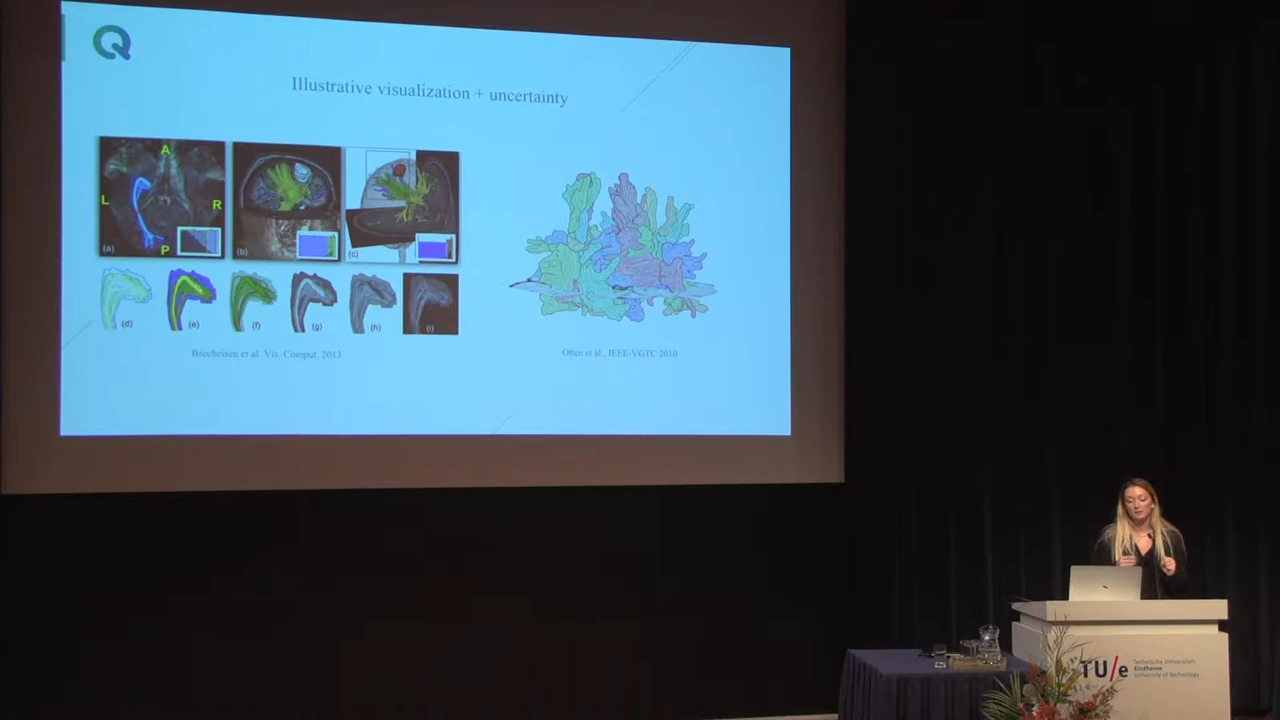 Q
Illustrative visualization + uncertainty
A
L
R
P
(a)
(b)
(c)
(d)
(e)
(f)
(g)
(h)
(i)
Brecheisen et al. Vis. Comput, 2013
Otten et al., IEEE-VGTC 2010
TU/e
Technische Universiteit
Eindhoven
University of Technology